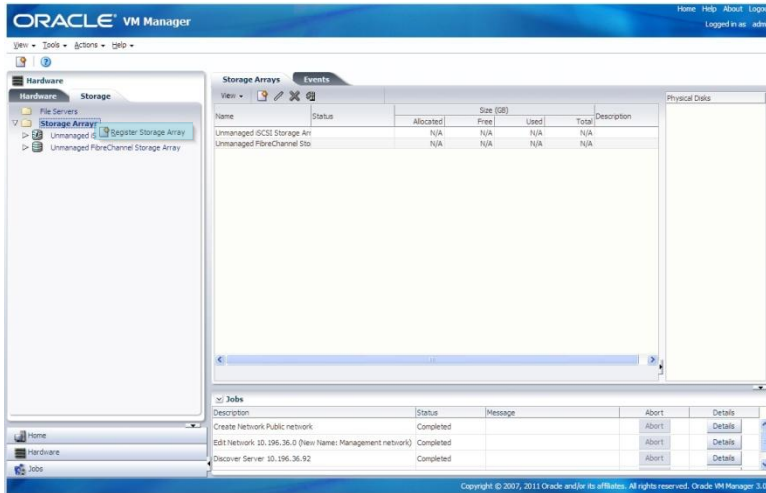 Home Help About Logou
ORACLE VM Manager
Logged in as adm
View Tools Actions Help
Hardware
Hardware Storage
File Servers
Storage Arrays
Unmanaged iS
Register Storage Array
Unmanaged FibreChannel Storage Array
Storage Arrays Events
View
Name Status Size (GB) Description
Allocated Free Used Total
Unmanaged iSCSI Storage Arr N/A N/A N/A N/A
Unmanaged FibreChannel Sto N/A N/A N/A N/A
Physical Disks
Jobs
Description Status Message Abort Details
Create Network Public network Completed Abort Details
Edit Network 10.196.36.0 (New Name: Management network) Completed Abort Details
Discover Server 10.196.36.92 Completed Abort Details
Home
Hardware
Jobs
Copyright © 2007, 2011 Oracle and/or its affiliates. All rights reserved. Oracle VM Manager 3.0